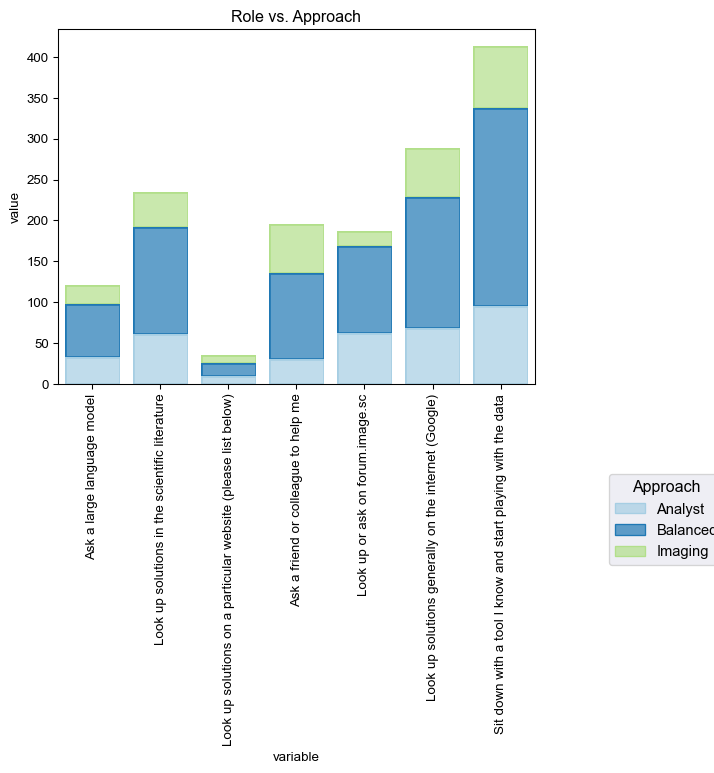 Role vs. Approach
value
400
350
300
250
200
150
100
50
0
Ask a large language model
Look up solutions in the scientific literature
Look up solutions on a particular website (please list below)
Ask a friend or colleague to help me
Look up or ask on forum.image.sc
Look up solutions generally on the internet (Google)
Sit down with a tool I know and start playing with the data
variable
Approach
Analyst
Balanced
Imaging